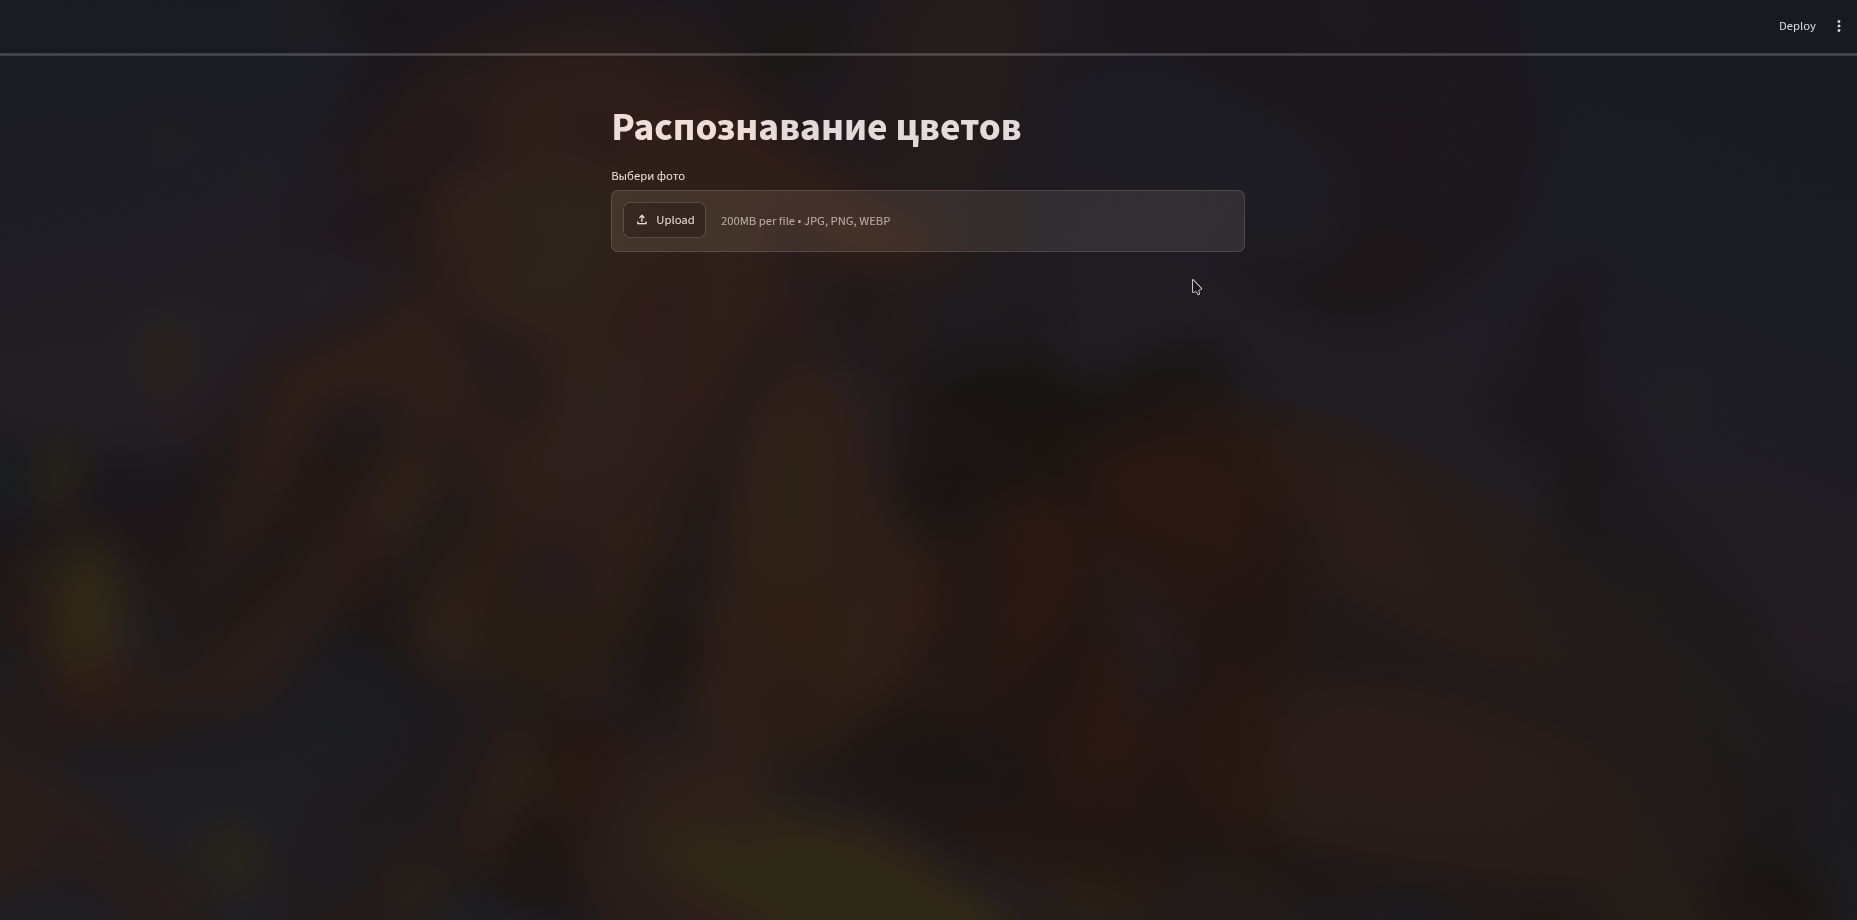 Deploy
Распознавание цветов
Выбери фото
Upload
200MB per file • JPG, PNG, WEBP